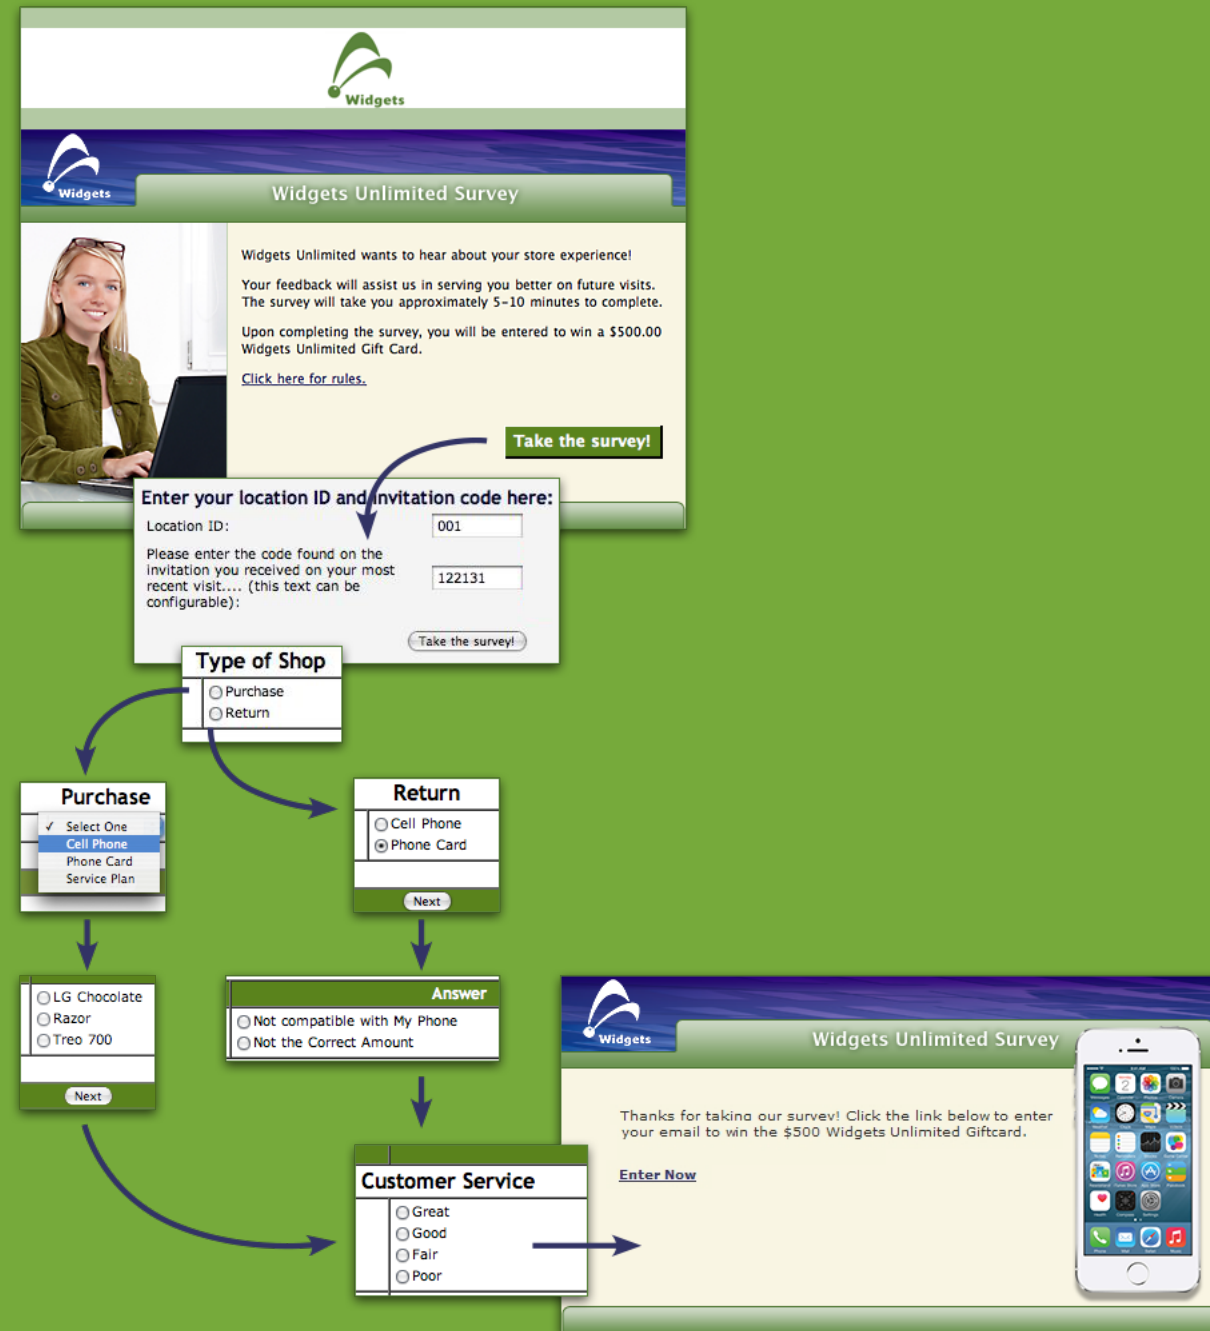 Widgets
Widgets
Widgets Unlimited Survey
Widgets Unlimited wants to hear about your store experience!
Your feedback will assist us in serving you better on future visits.
The survey will take you approximately 5-10 minutes to complete.
Upon completing the survey, you will be entered to win a $500.00
Widgets Unlimited Gift Card.
Click here for rules.
Take the survey!
Enter your location ID and invitation code here:
Location ID:
001
Please enter the code found on the
invitation you received on your most
recent visit.... (this text can be
configurable):
122131
Take the survey!
Type of Shop
Purchase
Return
Purchase
✓ Select One
Cell Phone
Phone Card
Service Plan
Return
Cell Phone
Phone Card
Next
LG Chocolate
Razor
Treo 700
Next
Answer
Not compatible with My Phone
Not the Correct Amount
Customer Service
Great
Good
Fair
Poor
Widgets
Widgets Unlimited Survey
Thanks for taking our survey! Click the link below to enter
your email to win the $500 Widgets Unlimited Giftcard.
Enter Now